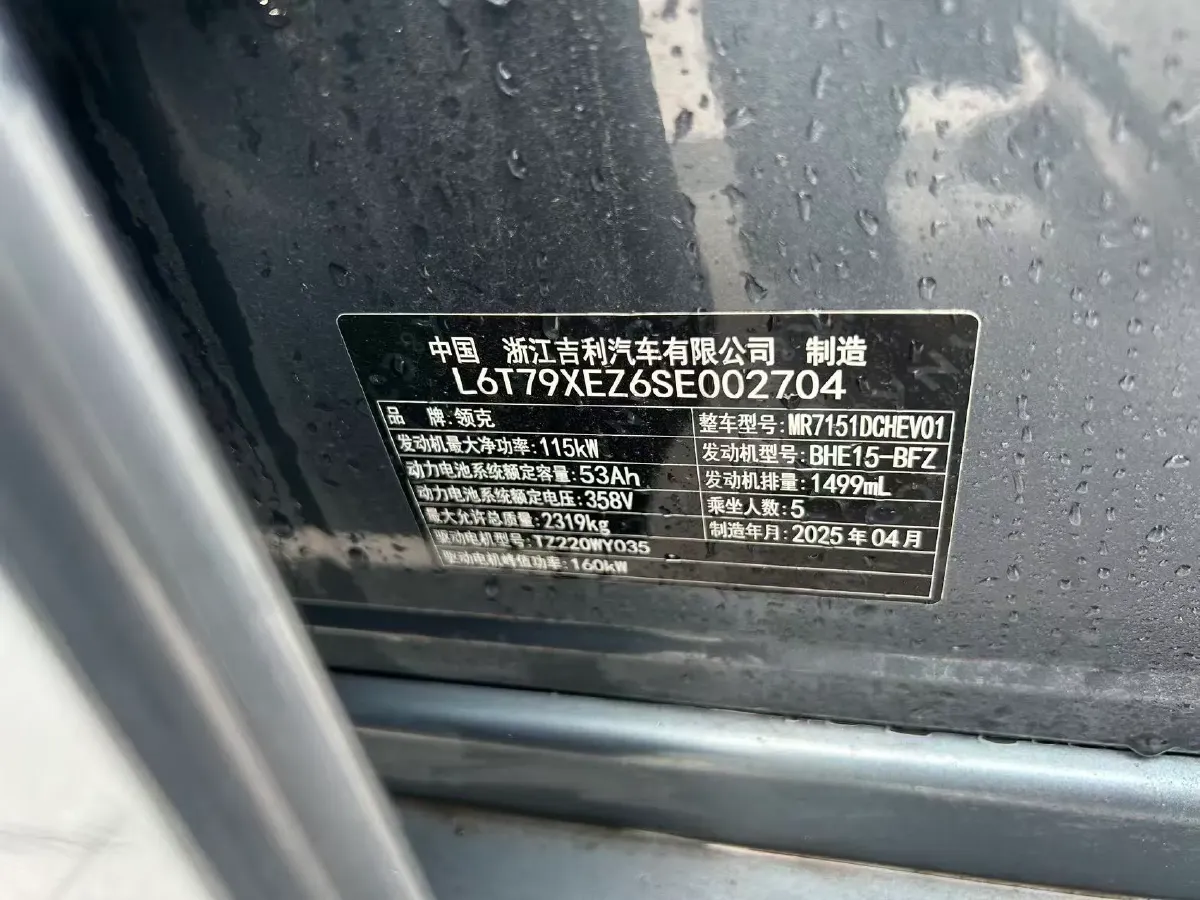 中国 浙江吉利汽车有限公司 制造
L6T79XEZ6SE002704
品 牌:领克
整车型号:MR7151DCHEV01
发动机最大净功率:115kW
发动机型号:BHE15-BFZ
动力电池系统额定容量:53Ah
发动机排量:1499mL
动力电池系统额定电压:358V
乘坐人数:5
最大允许总质量:2319kg
制造年月:2025年04月
驱动电机型号:TZ220WY035
驱动电机峰值功率:160kW